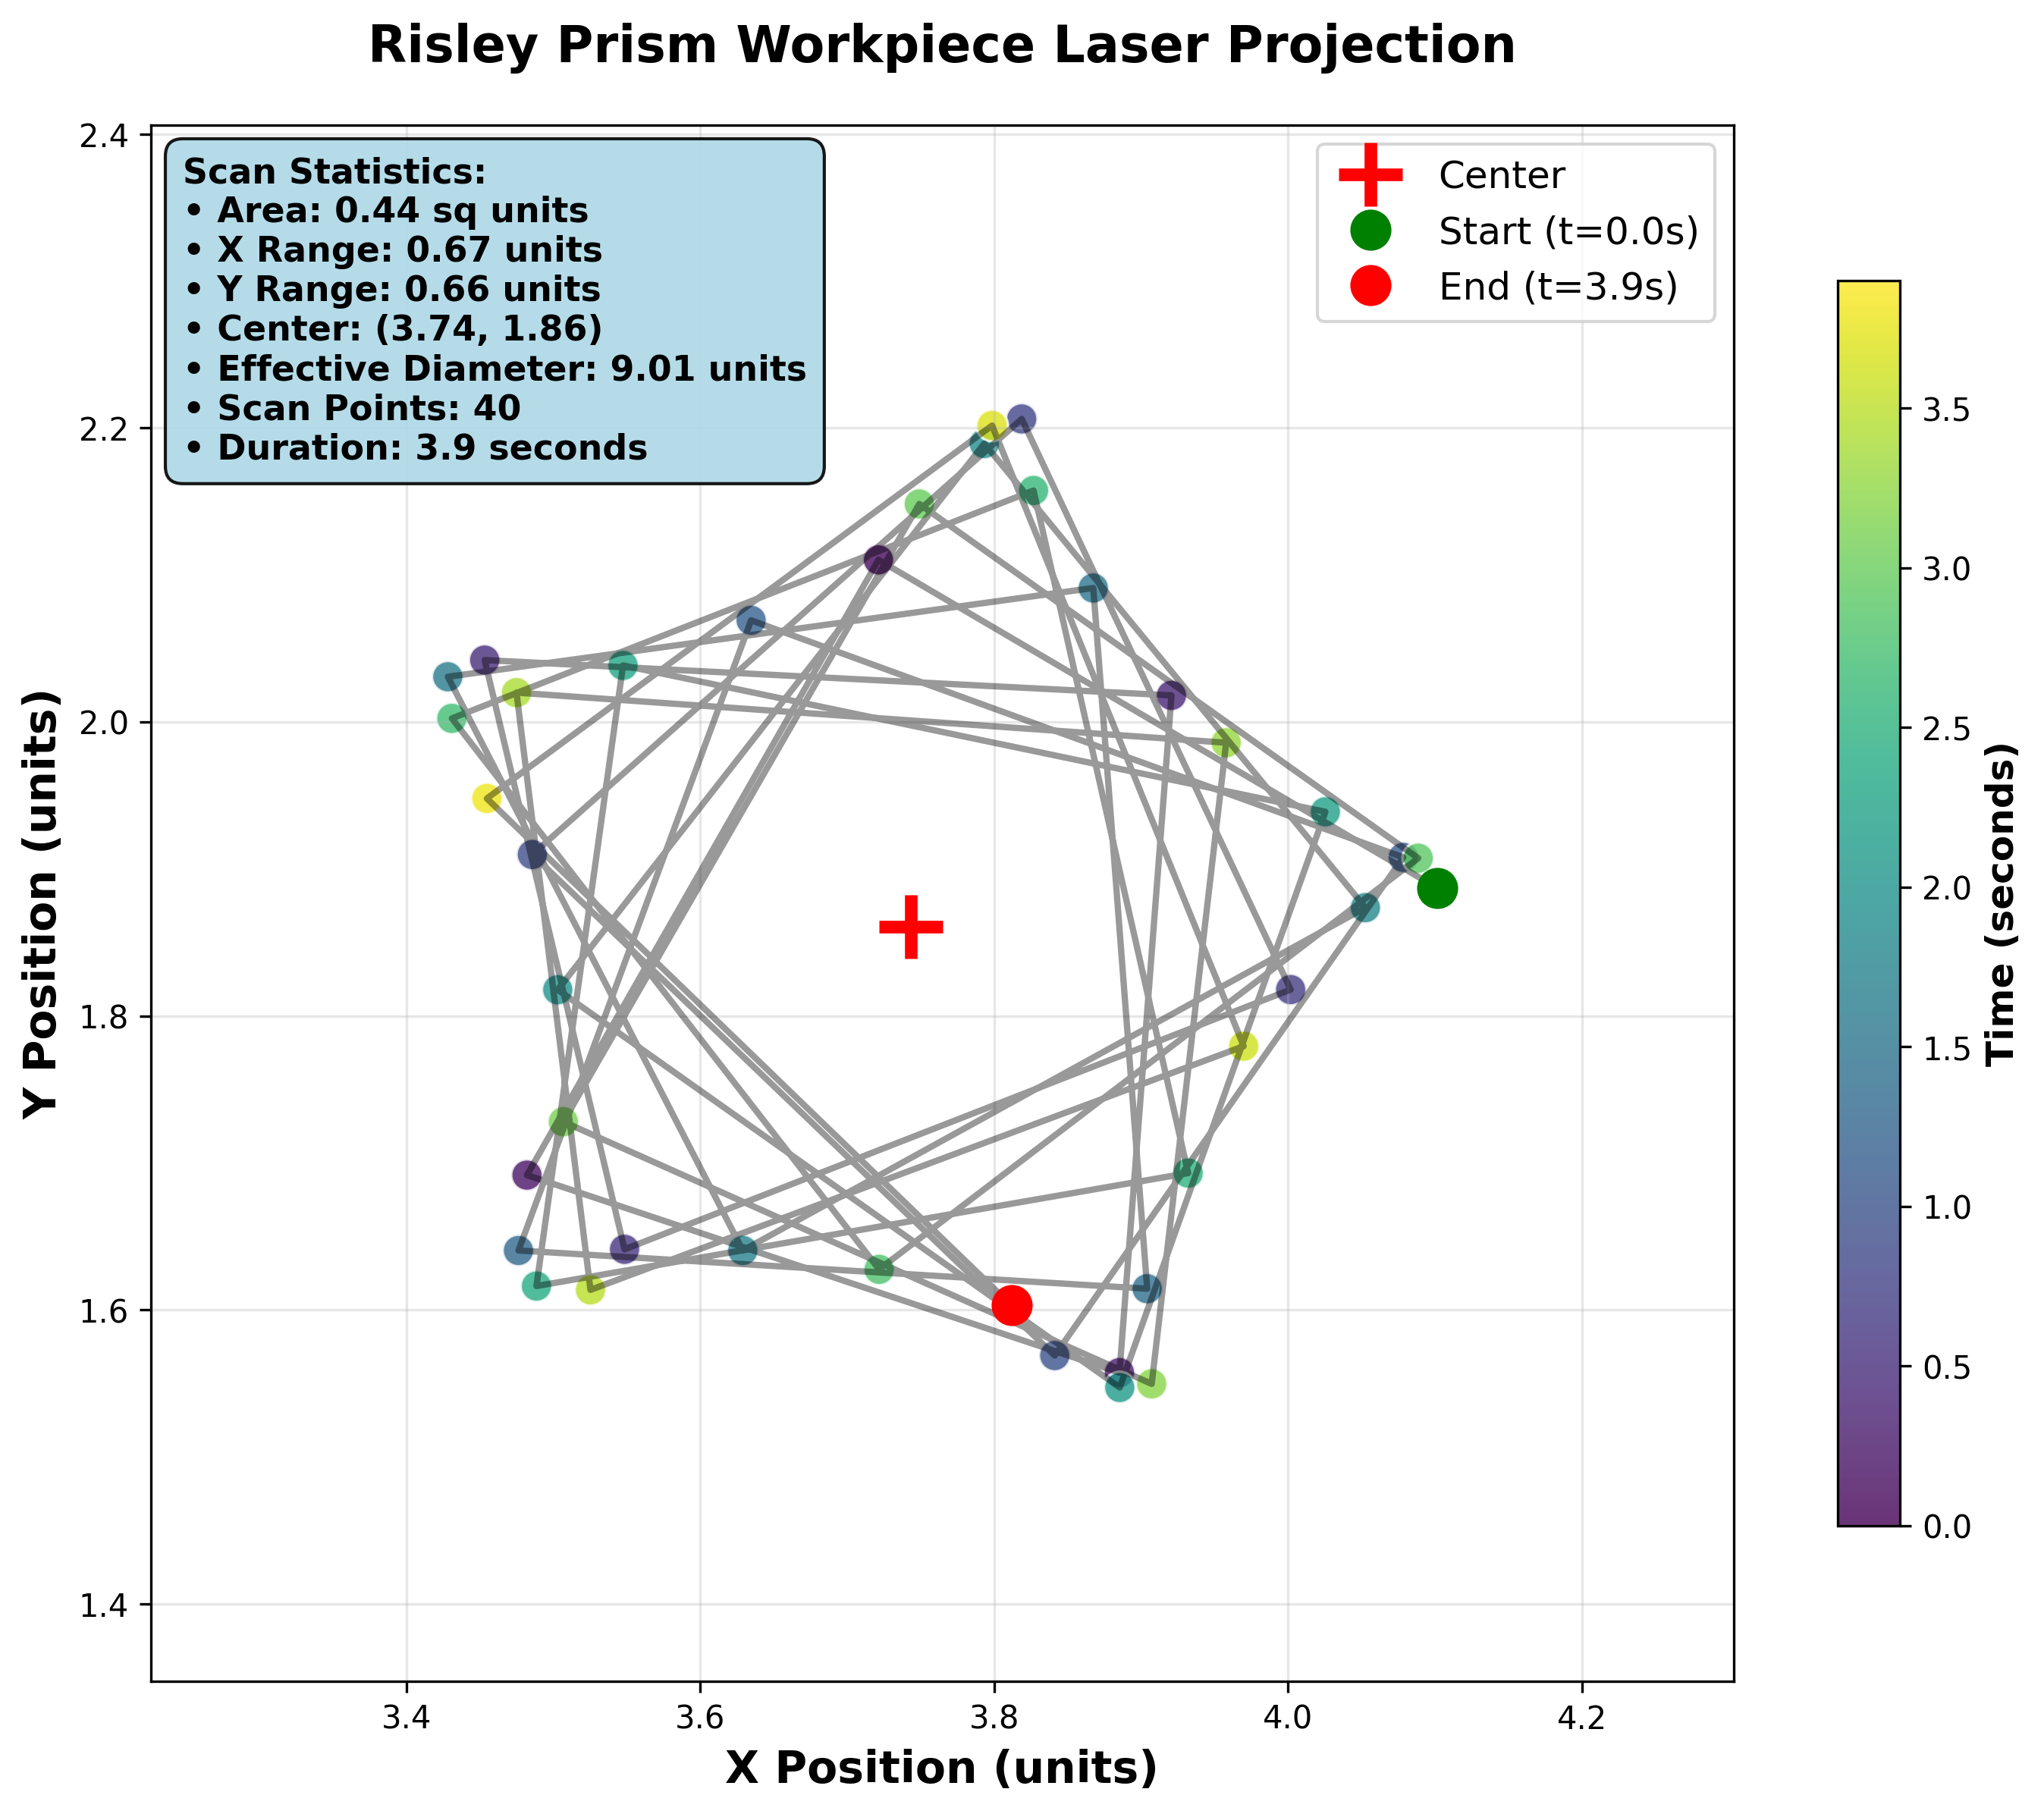 Risley Prism Workpiece Laser Projection
Scan Statistics:
• Area: 0.44 sq units
• X Range: 0.67 units
• Y Range: 0.66 units
• Center: (3.74, 1.86)
• Effective Diameter: 9.01 units
• Scan Points: 40
• Duration: 3.9 seconds
Center
Start (t=0.0s)
End (t=3.9s)
Y Position (units)
2.4
2.2
2.0
1.8
1.6
1.4
3.4
3.6
3.8
4.0
4.2
X Position (units)
3.5
3.0
2.5
2.0
1.5
1.0
0.5
0.0
Time (seconds)